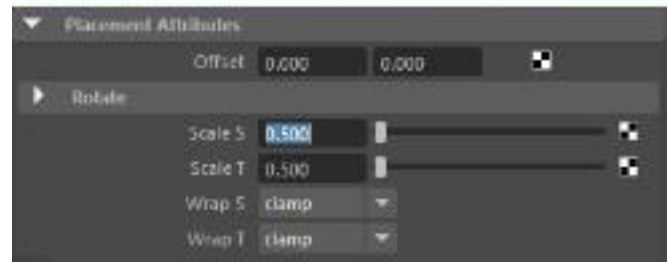 Placement Attributes
Offset 0.000 0.000
Rotate
Scale S 0.500
Scale T 0.500
Wrap S clamp
Wrap T clamp